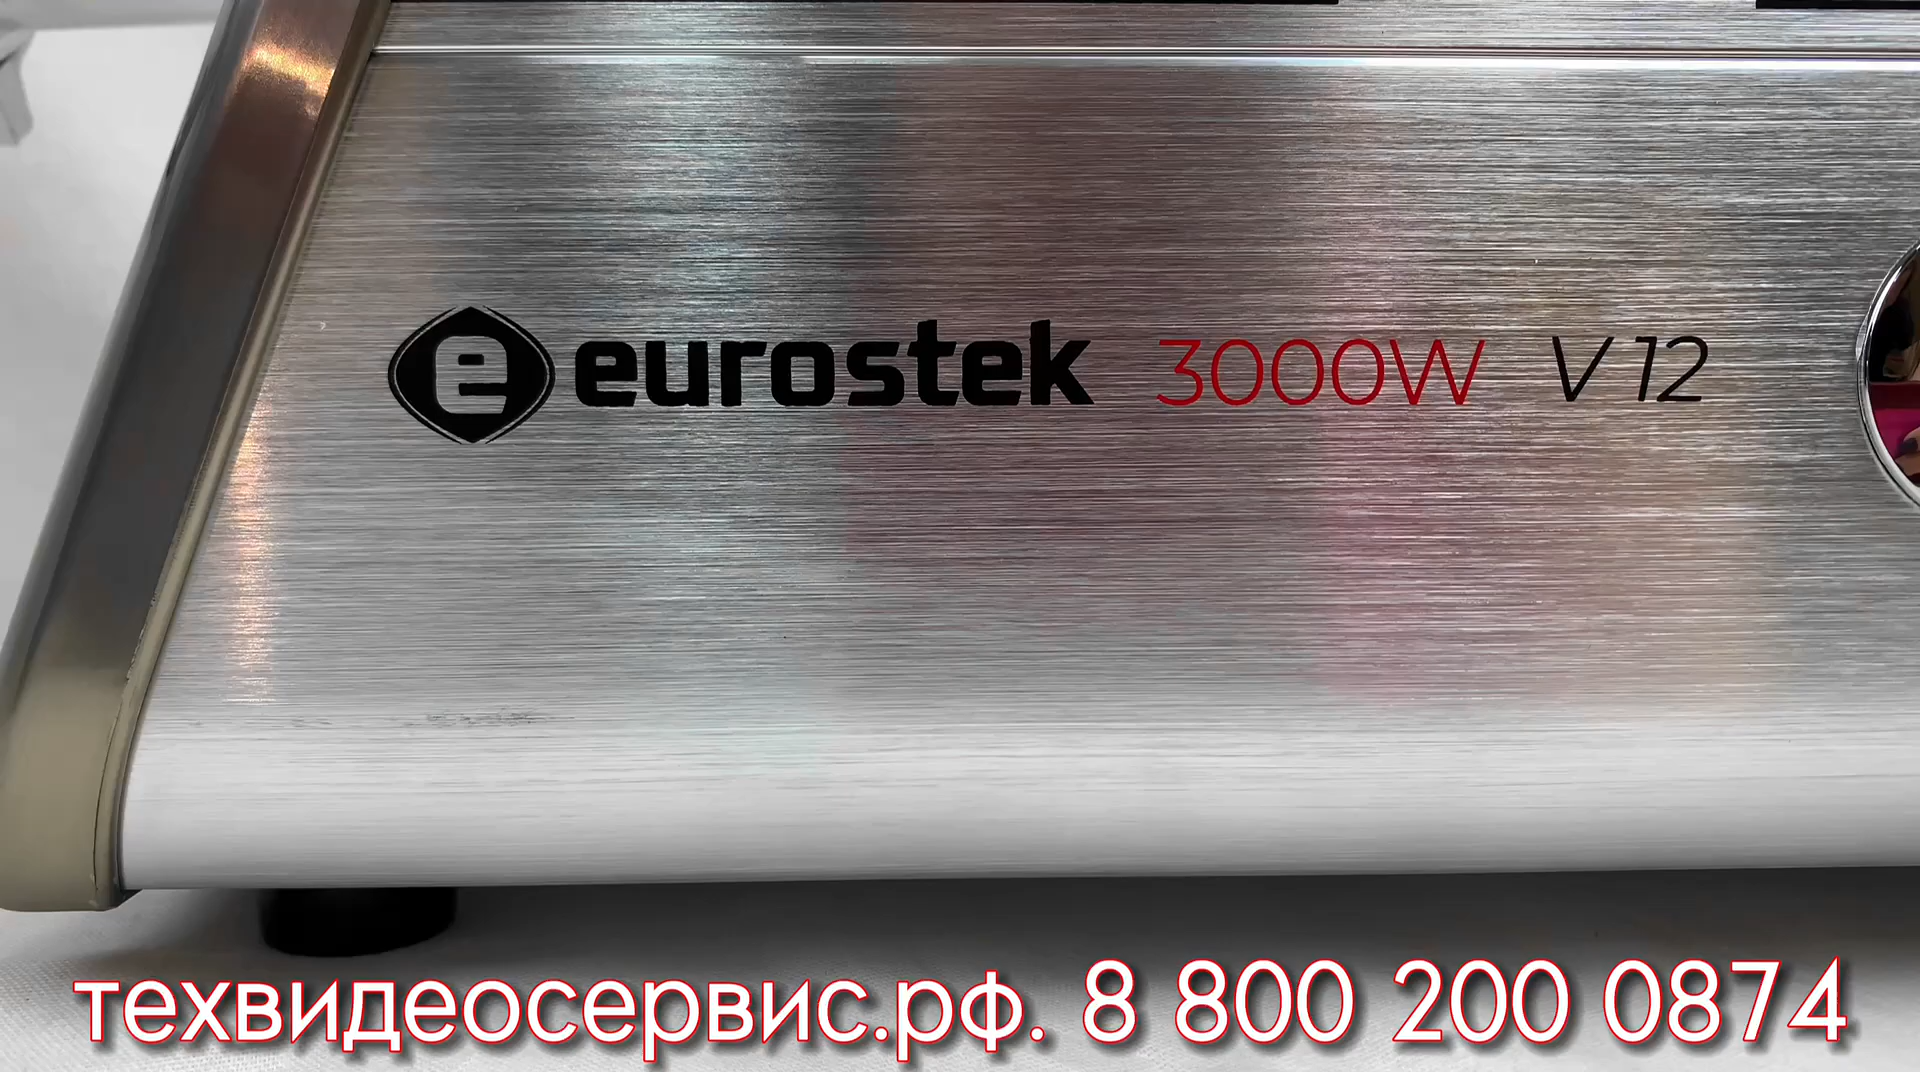 e eurostek 3000W V12
техвидеосервис.рф. 8 800 200 0874